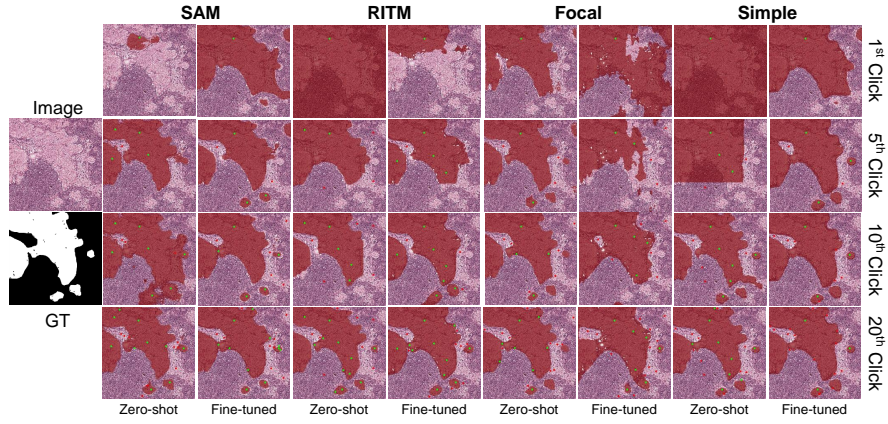 SAM RITM Focal Simple
1st Click
Image
5th Click
10th Click
GT
20th Click
Zero-shot Fine-tuned Zero-shot Fine-tuned Zero-shot Fine-tuned Zero-shot Fine-tuned